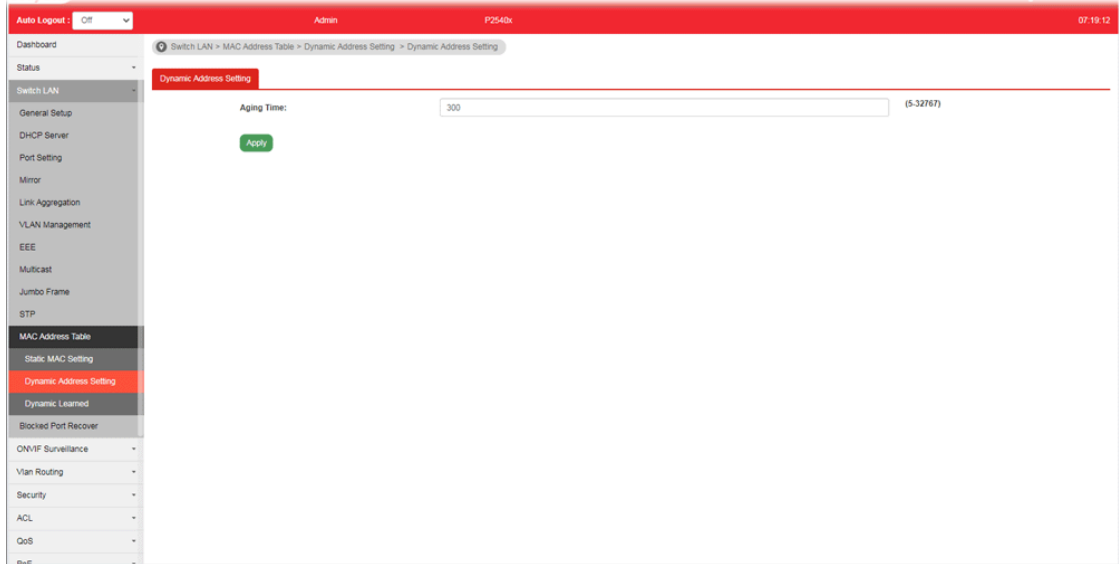 Auto Logout : Off Admin P2540x 07:19:12
Dashboard
Switch LAN > MAC Address Table > Dynamic Address Setting > Dynamic Address Setting
Status
Dynamic Address Setting
Switch LAN
Aging Time: 300 (5-32767)
General Setup
DHCP Server
Apply
Port Setting
Mirror
Link Aggregation
VLAN Management
EEE
Multicast
Jumbo Frame
STP
MAC Address Table
Static MAC Setting
Dynamic Address Setting
Dynamic Learned
Blocked Port Recover
ONVIF Surveillance
Vlan Routing
Security
ACL
QoS